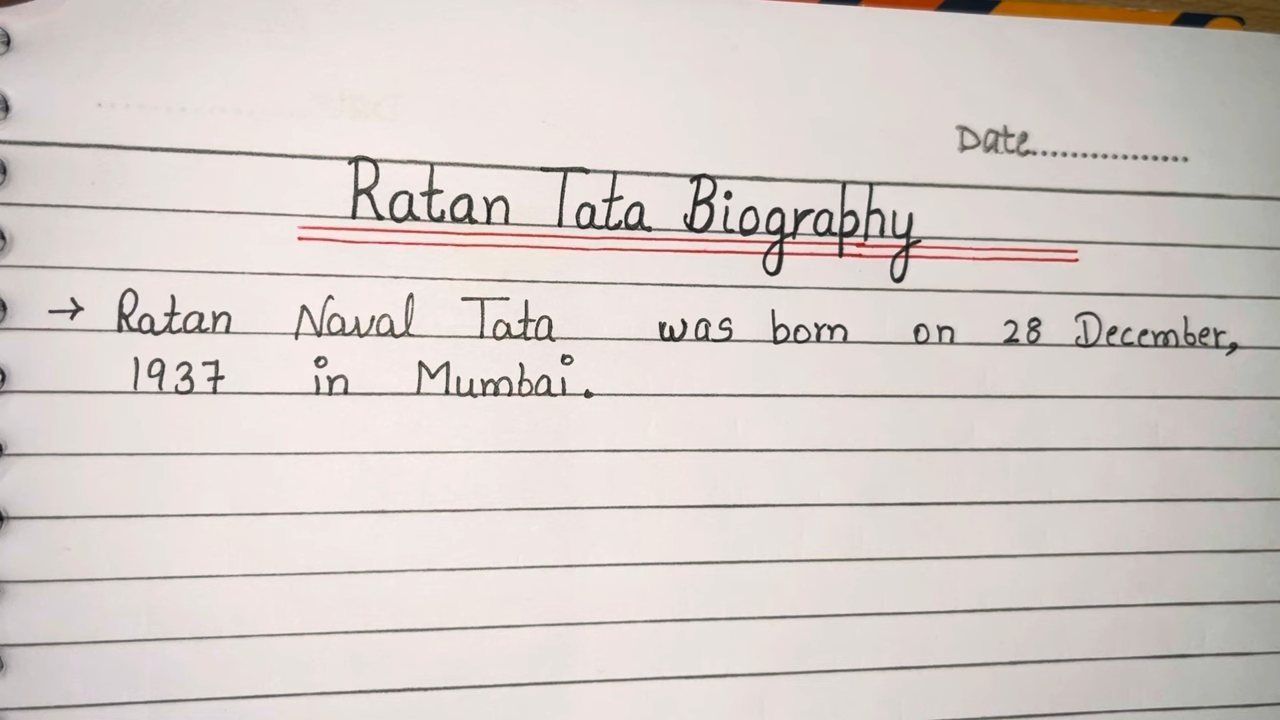 Date................
Ratan Tata Biography
→ Ratan Naval Tata was born on 28 December,
1937 in Mumbai.